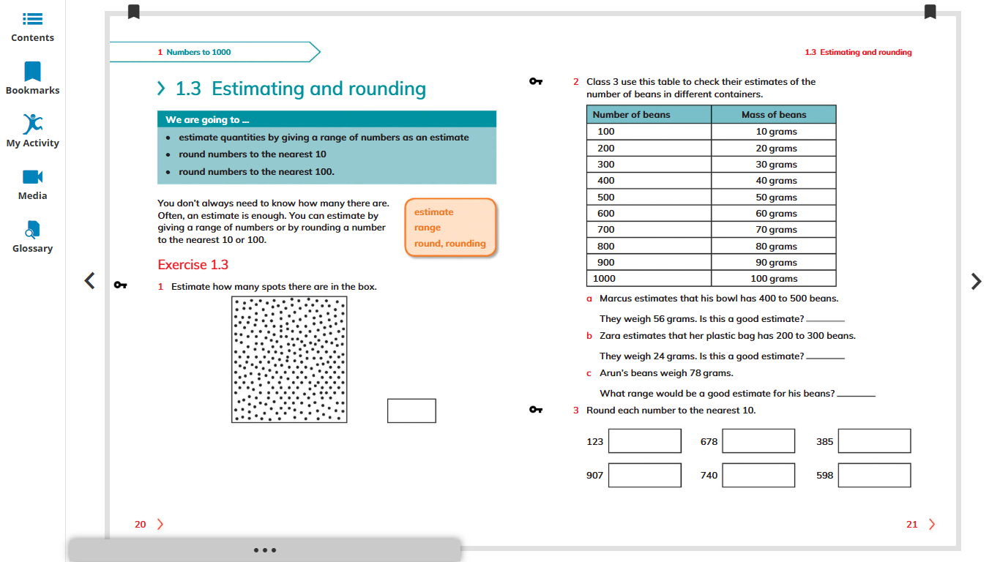 Contents
Bookmarks
My Activity
Media
Glossary
1 Numbers to 1000
1.3 Estimating and rounding
We are going to ...
• estimate quantities by giving a range of numbers as an estimate
• round numbers to the nearest 10
• round numbers to the nearest 100.
You don't always need to know how many there are.
Often, an estimate is enough. You can estimate by
giving a range of numbers or by rounding a number
to the nearest 10 or 100.
estimate
range
round, rounding
Exercise 1.3
1 Estimate how many spots there are in the box.
20
1.3 Estimating and rounding
2 Class 3 use this table to check their estimates of the
number of beans in different containers.
Number of beans Mass of beans
100 10 grams
200 20 grams
300 30 grams
400 40 grams
500 50 grams
600 60 grams
700 70 grams
800 80 grams
900 90 grams
1000 100 grams
a Marcus estimates that his bowl has 400 to 500 beans.
They weigh 56 grams. Is this a good estimate?
b Zara estimates that her plastic bag has 200 to 300 beans.
They weigh 24 grams. Is this a good estimate?
c Arun's beans weigh 78 grams.
What range would be a good estimate for his beans?
3 Round each number to the nearest 10.
123 678 385
907 740 598
21